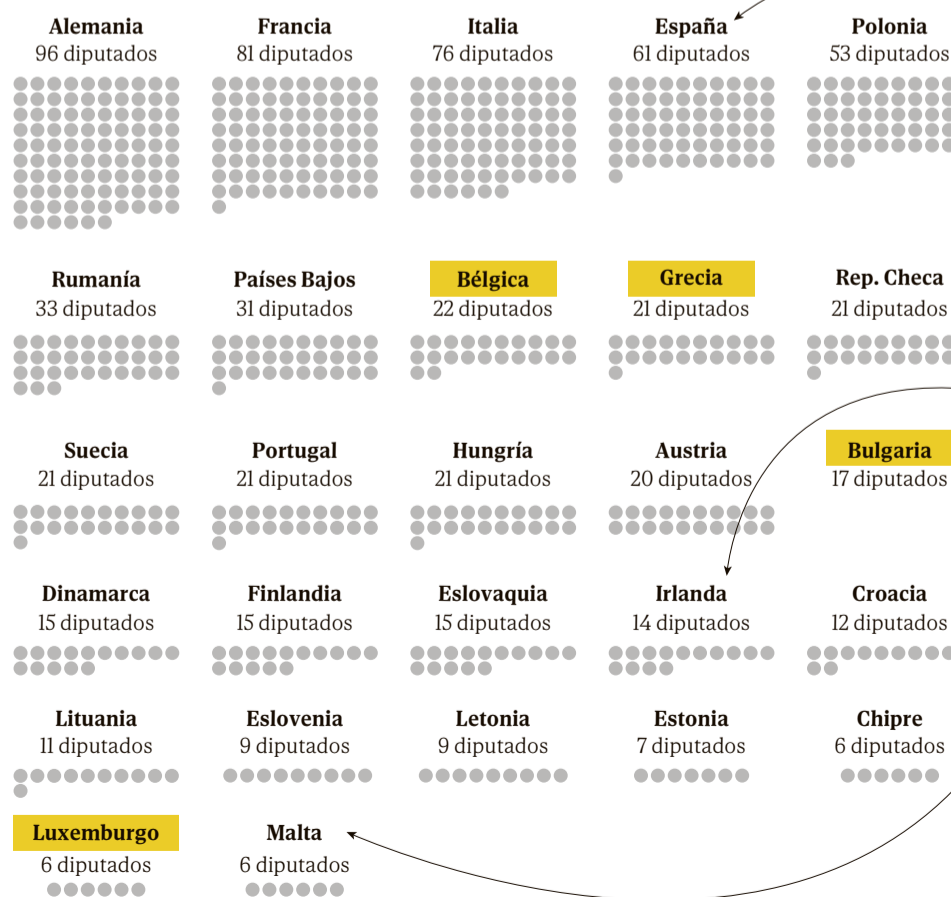 Alemania
96 diputados
Francia
81 diputados
Italia
76 diputados
España
61 diputados
Polonia
53 diputados
Rumanía
33 diputados
Países Bajos
31 diputados
Bélgica
22 diputados
Grecia
21 diputados
Rep. Checa
21 diputados
Suecia
21 diputados
Portugal
21 diputados
Hungría
21 diputados
Austria
20 diputados
Bulgaria
17 diputados
Dinamarca
15 diputados
Finlandia
15 diputados
Eslovaquia
15 diputados
Irlanda
14 diputados
Croacia
12 diputados
Lituania
11 diputados
Eslovenia
9 diputados
Letonia
9 diputados
Estonia
7 diputados
Chipre
6 diputados
Luxemburgo
6 diputados
Malta
6 diputados